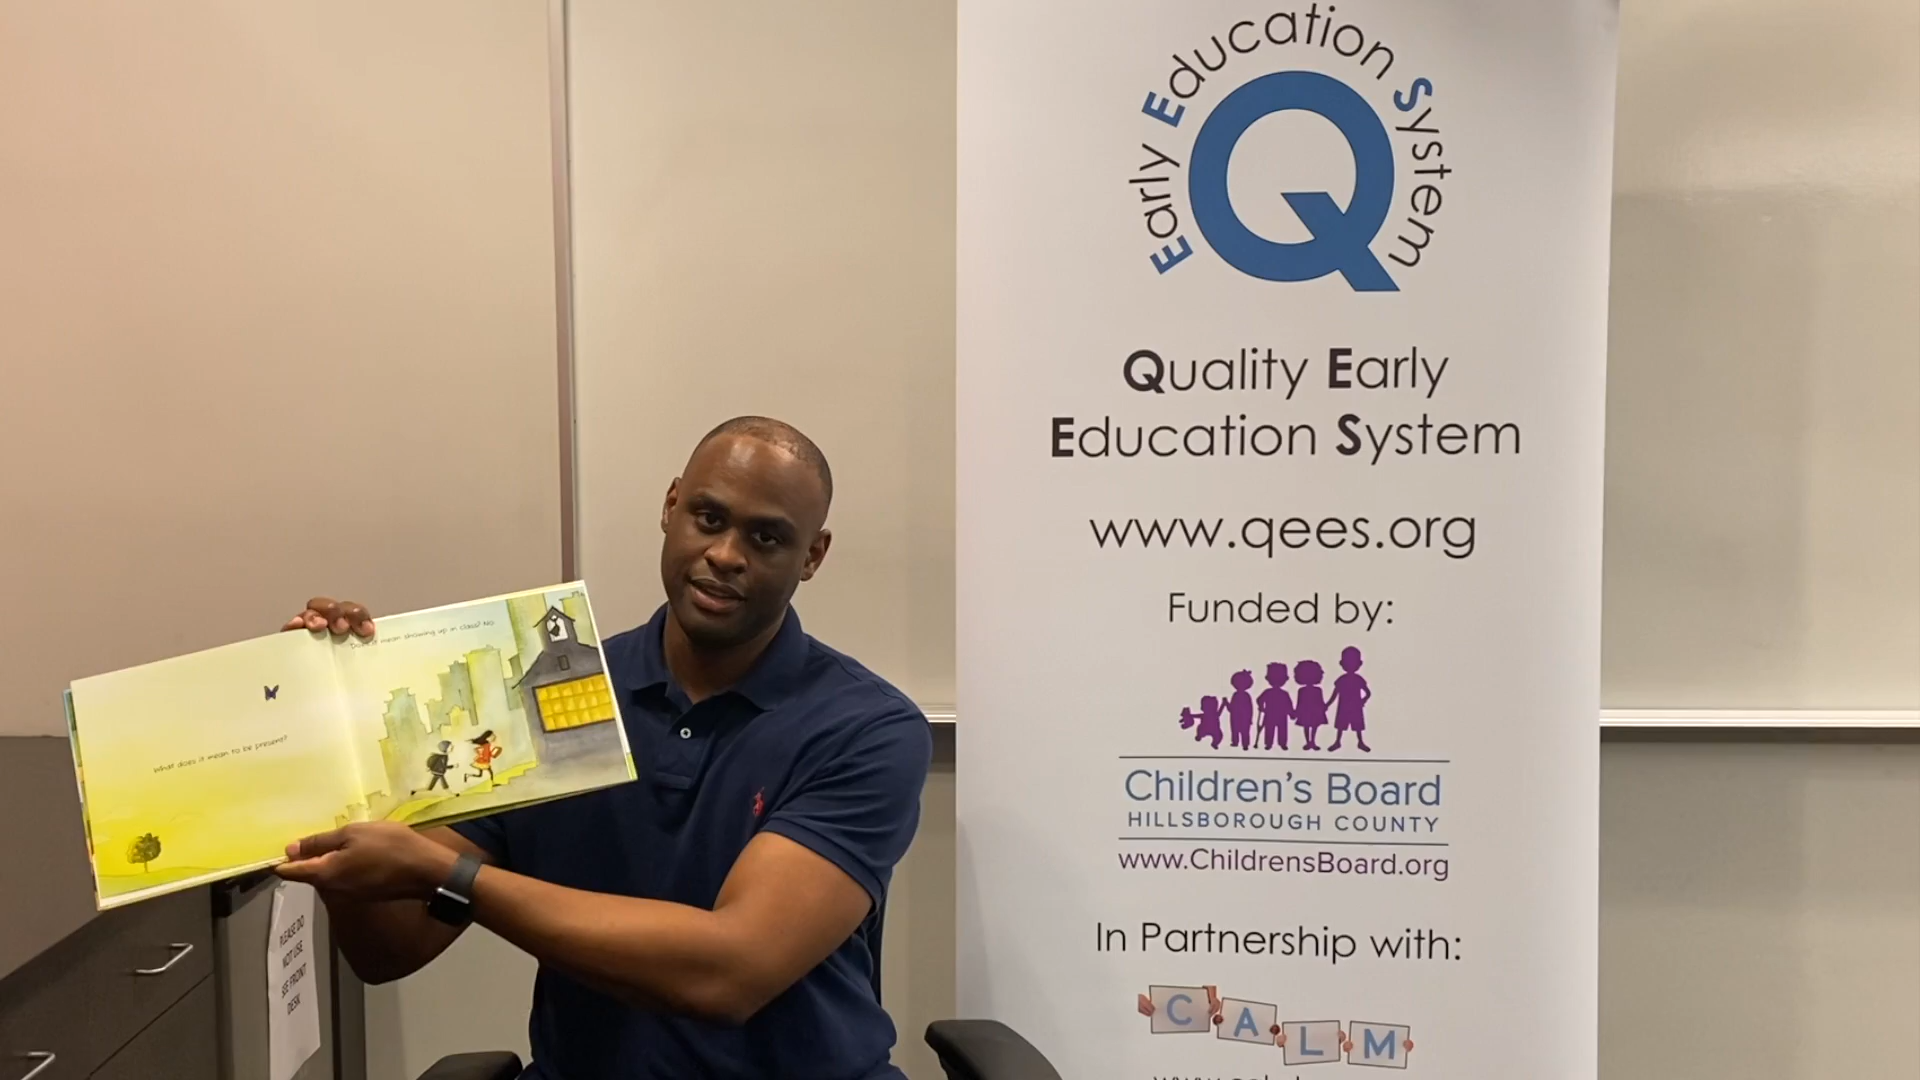 What does it mean to be present?
Does it mean showing up in class? No.
PLEASE DO
NOT USE
SEE FRONT
DESK
Early Education System
Q
Quality Early
Education System
www.qees.org
Funded by:
Children's Board
HILLSBOROUGH COUNTY
www.ChildrensBoard.org
In Partnership with:
CALM